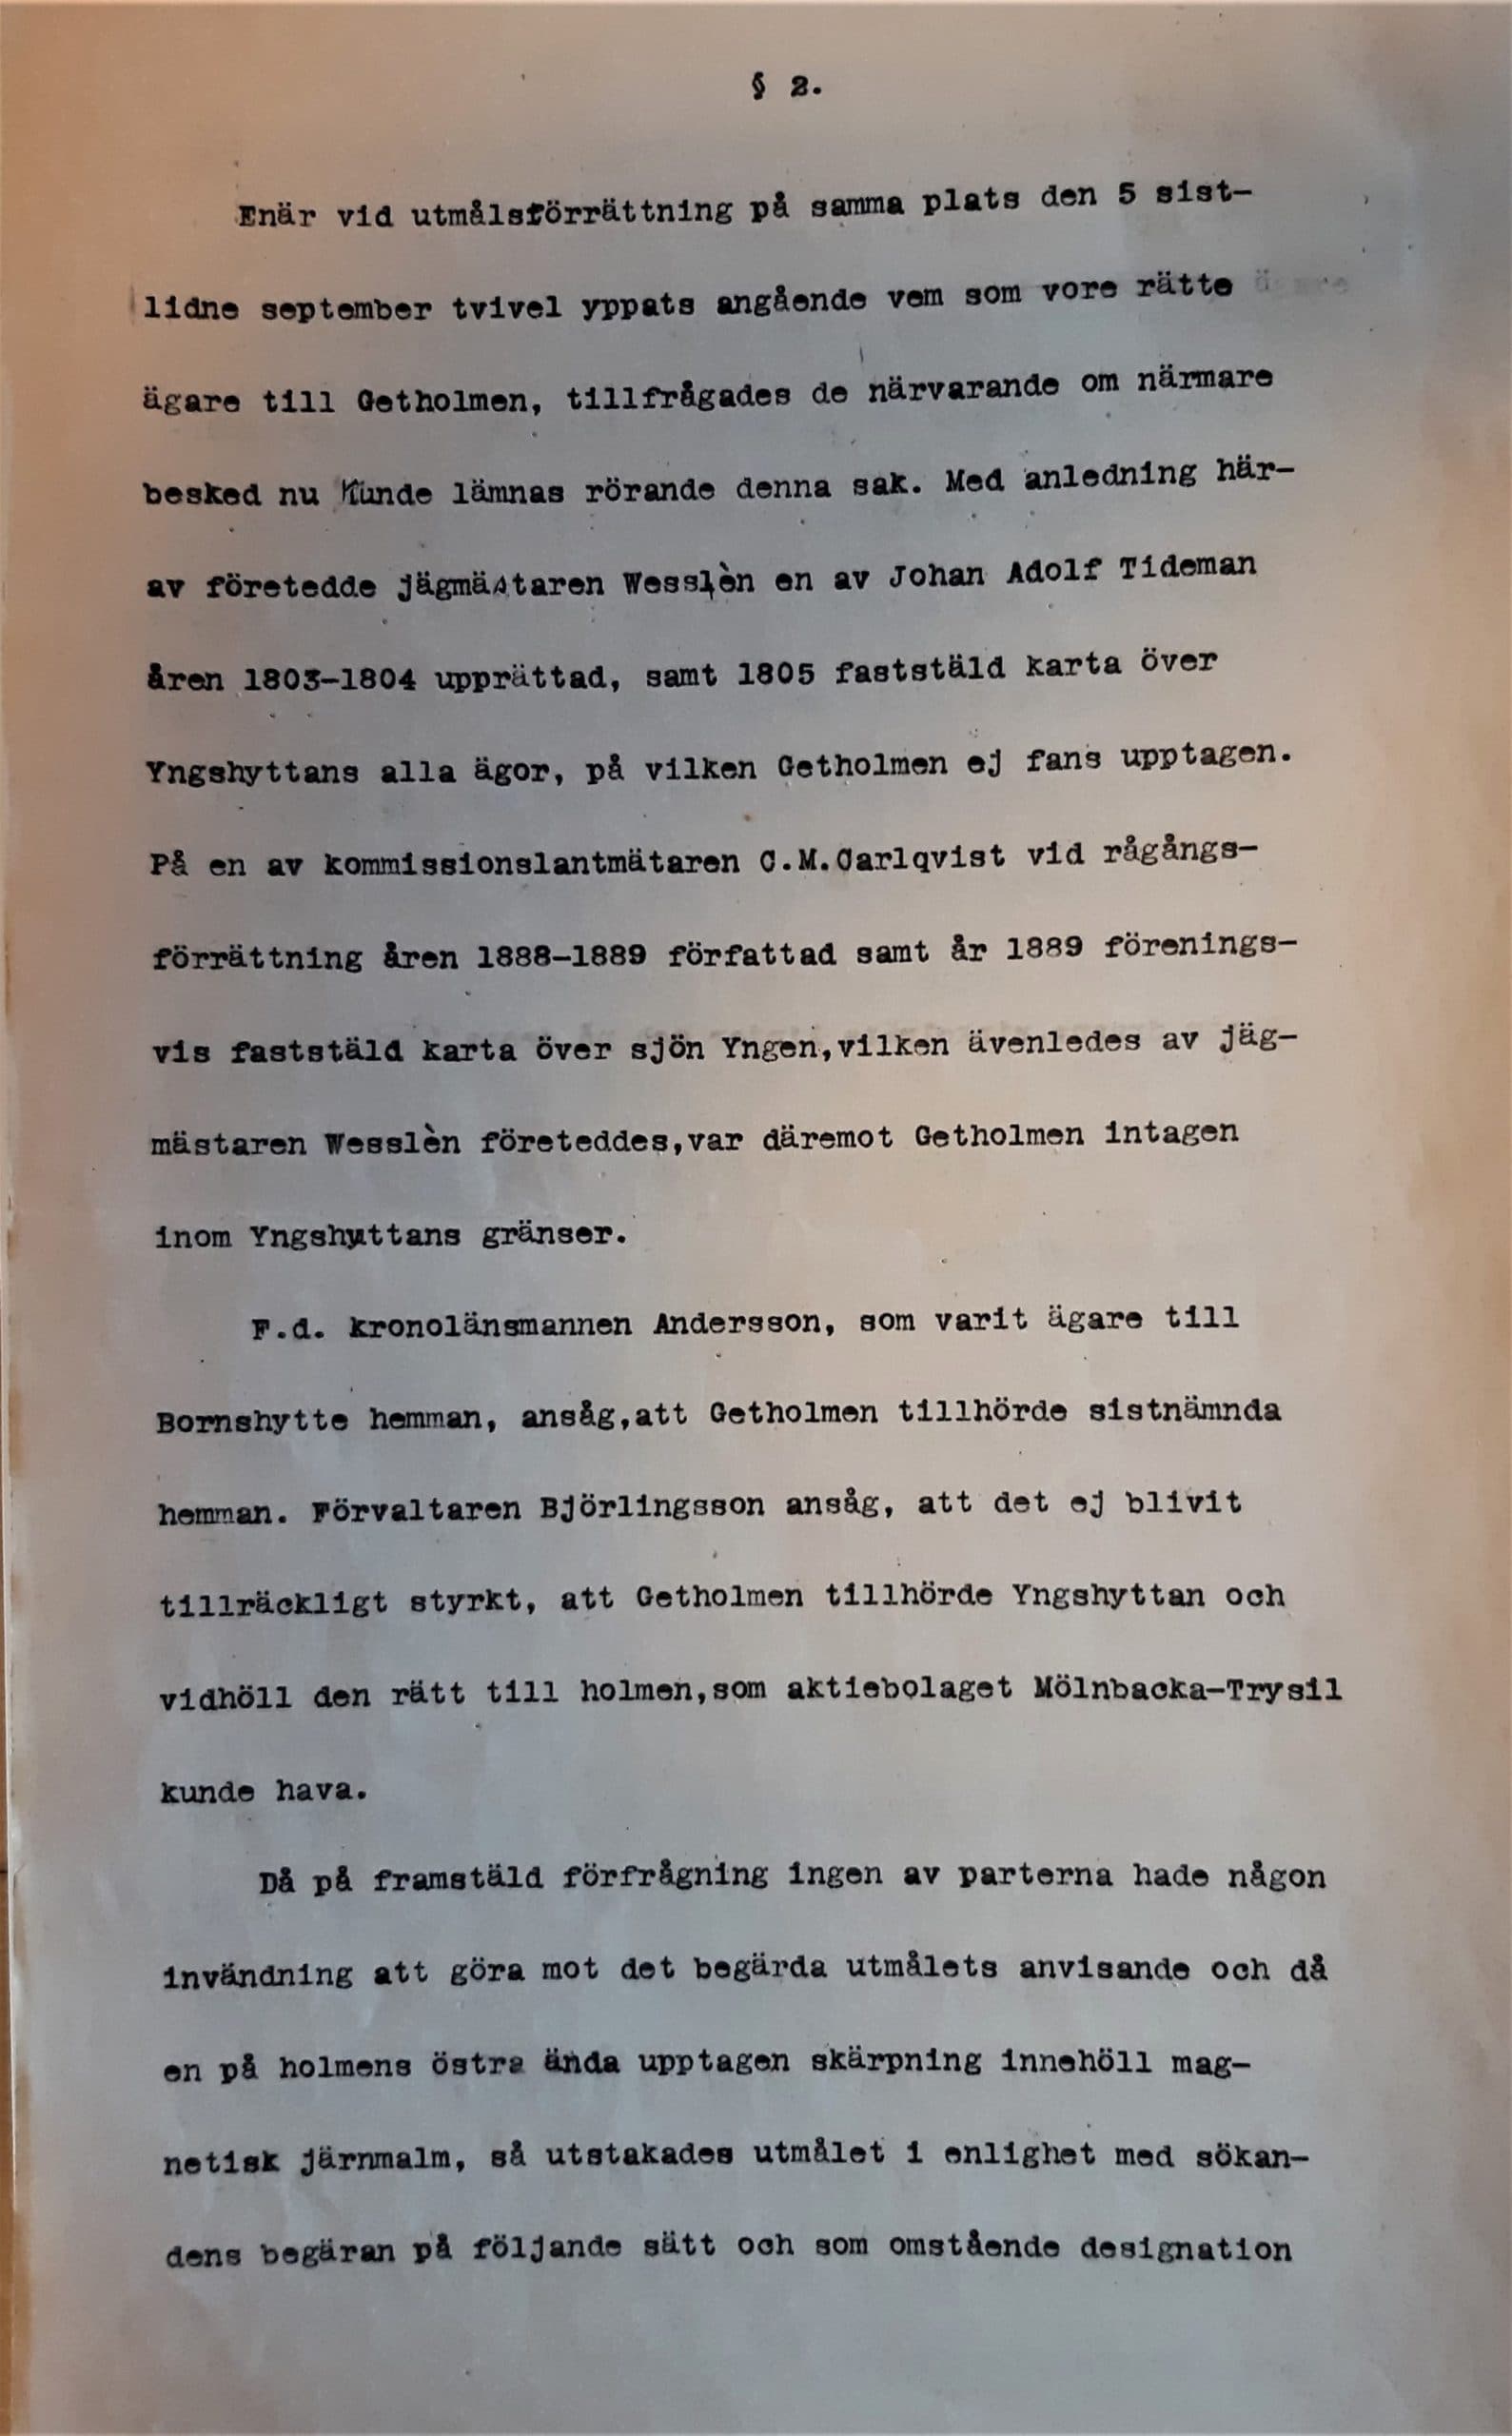 § 2.
Enär vid utmålsförrättning på samma plats den 5 sist-
lidne september tvivel yppats angående vem som vore rätte
ägare till Getholmen, tillfrågades de närvarande om närmare
besked nu kunde lämnas rörande denna sak. Med anledning här-
av företedde jägmästaren Wesslèn en av Johan Adolf Tideman
åren 1803-1804 upprättad, samt 1805 faststäld karta över
Yngshyttans alla ägor, på vilken Getholmen ej fans upptagen.
På en av kommissionslantmätaren C.M.Carlqvist vid rågångs-
förrättning åren 1888-1889 författad samt år 1889 förenings-
vis faststäld karta över sjön Yngen,vilken ävenledes av jäg-
mästaren Wesslèn företeddes,var däremot Getholmen intagen
inom Yngshyttans gränser.
F.d. kronolänsmannen Andersson, som varit ägare till
Bornshytte hemman, ansåg,att Getholmen tillhörde sistnämnda
hemman. Förvaltaren Björlingsson ansåg, att det ej blivit
tillräckligt styrkt, att Getholmen tillhörde Yngshyttan och
vidhöll den rätt till holmen,som aktiebolaget Mölnbacka-Trysil
kunde hava.
Då på framstäld förfrågning ingen av parterna hade någon
invändning att göra mot det begärda utmålets anvisande och då
en på holmens östra ända upptagen skärpning innehöll mag-
netisk järnmalm, så utstakades utmålet i enlighet med sökan-
dens begäran på följande sätt och som omstående designation